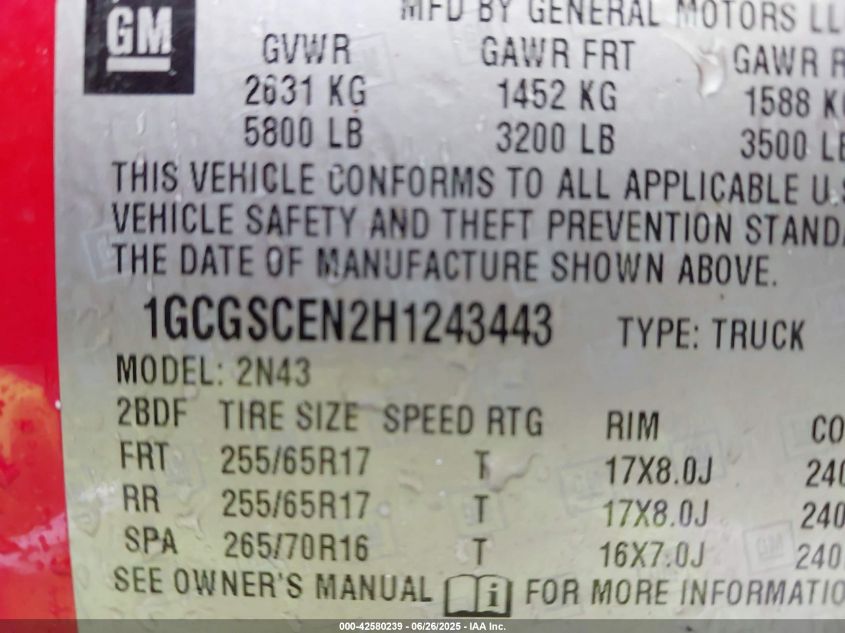 MFD BY GENERAL MOTORS LL
GM
GVWR GAWR FRT GAWR R
2631 KG 1452 KG 1588 KG
5800 LB 3200 LB 3500 LB
THIS VEHICLE CONFORMS TO ALL APPLICABLE U.S
VEHICLE SAFETY AND THEFT PREVENTION STANDA
THE DATE OF MANUFACTURE SHOWN ABOVE.
1GCGSCEN2H1243443 TYPE: TRUCK
MODEL: 2N43
2BDF TIRE SIZE SPEED RTG RIM CO
FRT 255/65R17 T 17X8.0J 240
RR 255/65R17 T 17X8.0J 240
SPA 265/70R16 T 16X7.0J 240
SEE OWNER'S MANUAL i FOR MORE INFORMATIO
000-42580239 - 06/26/2025 - IAA Inc.